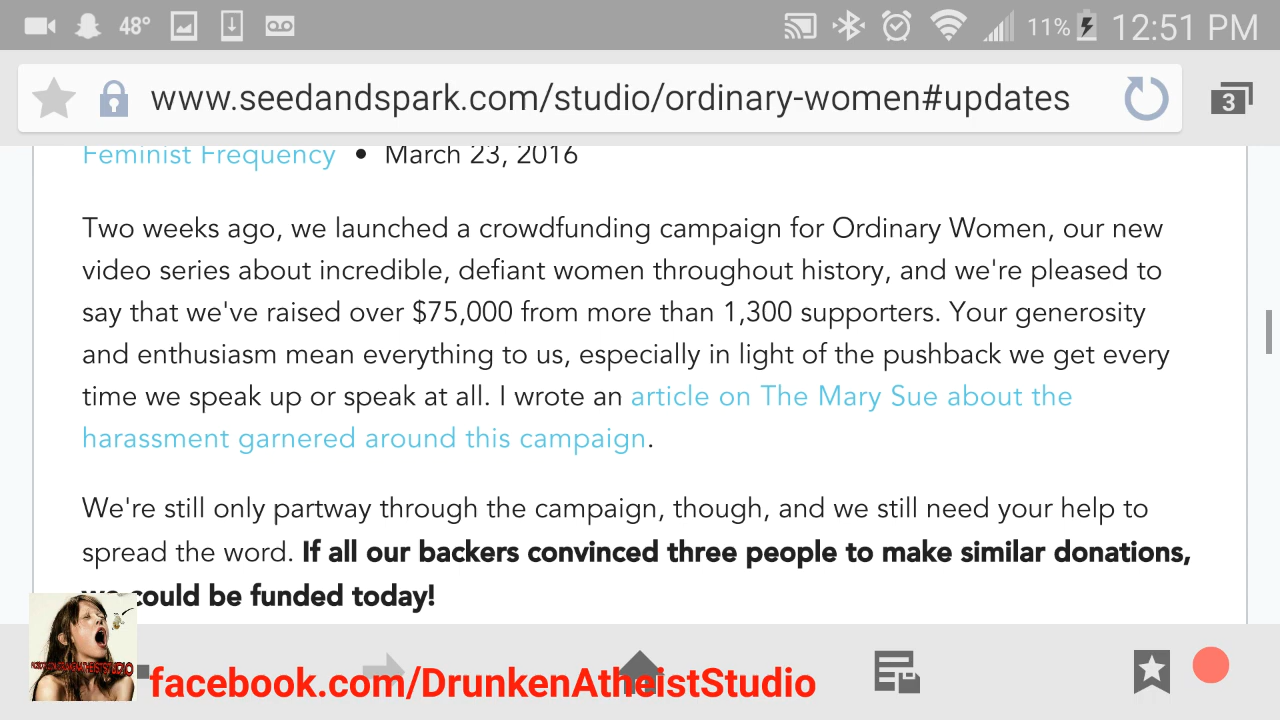 48°
11%
12:51 PM
www.seedandspark.com/studio/ordinary-women#updates
3
Feminist Frequency • March 23, 2016
Two weeks ago, we launched a crowdfunding campaign for Ordinary Women, our new
video series about incredible, defiant women throughout history, and we're pleased to
say that we've raised over $75,000 from more than 1,300 supporters. Your generosity
and enthusiasm mean everything to us, especially in light of the pushback we get every
time we speak up or speak at all. I wrote an article on The Mary Sue about the
harassment garnered around this campaign.
We're still only partway through the campaign, though, and we still need your help to
spread the word. If all our backers convinced three people to make similar donations,
we could be funded today!
facebook.com/DrunkenAtheistStudio